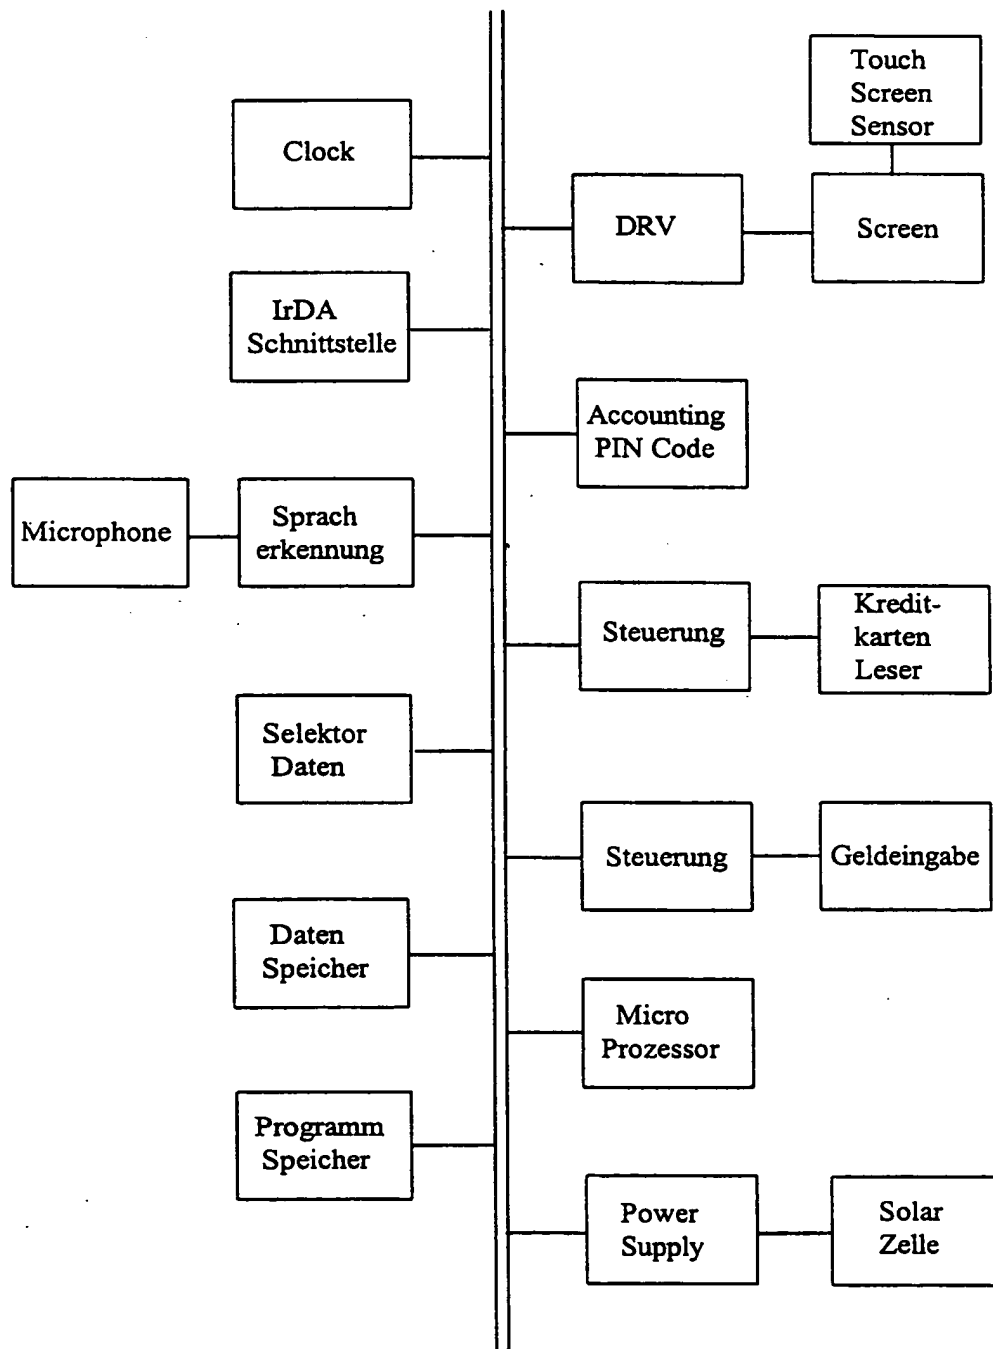 Touch
Screen
Sensor
Clock
DRV
Screen
IrDA
Schnittstelle
Accounting
PIN Code
Microphone
Sprach
erkennung
Steuerung
Kredit-
karten
Leser
Selektor
Daten
Steuerung
Geldeingabe
Daten
Speicher
Micro
Prozessor
Programm
Speicher
Power
Supply
Solar
Zelle